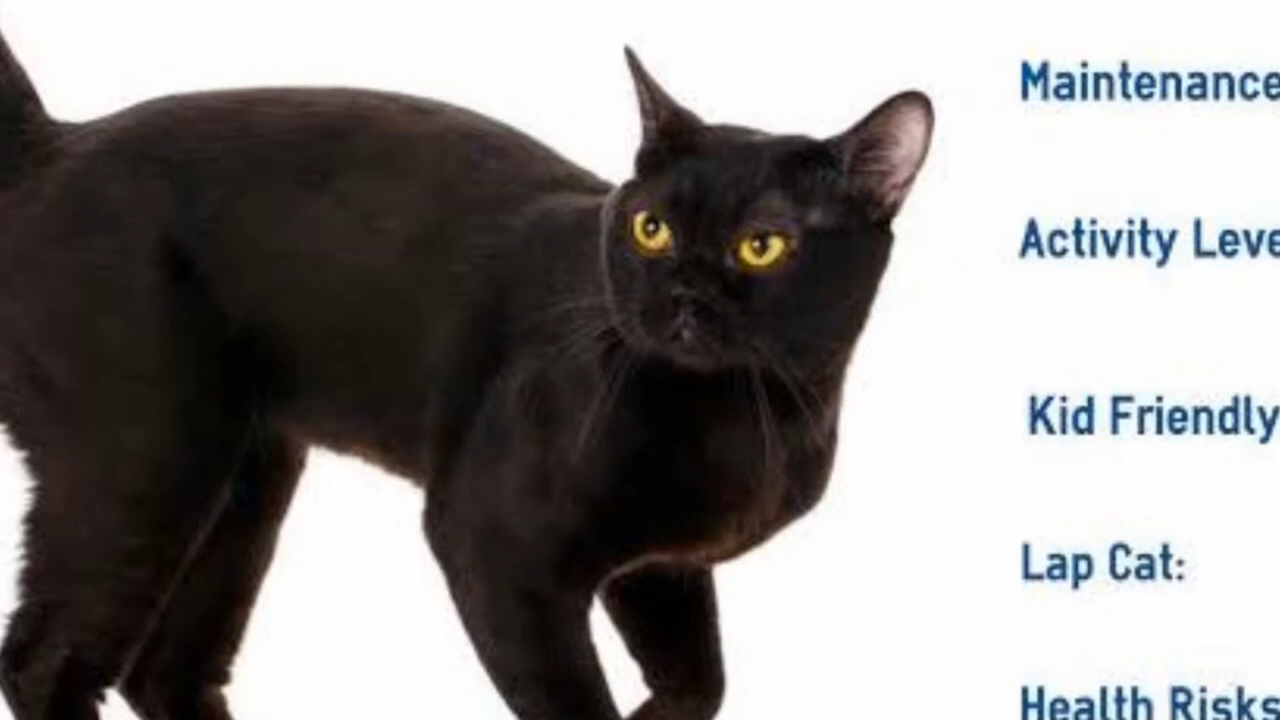 Maintenance
Activity Leve
Kid Friendly
Lap Cat:
Health Risks